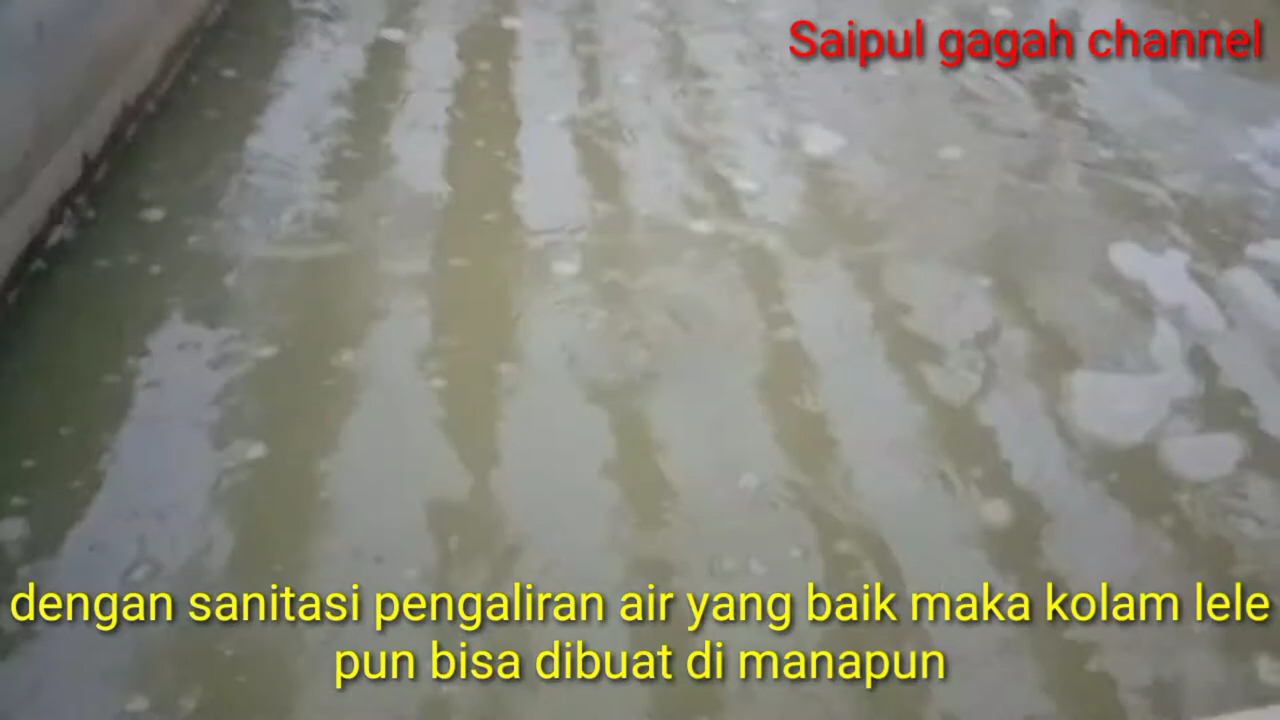 Saipul gagah channel
dengan sanitasi pengaliran air yang baik maka kolam lele
pun bisa dibuat di manapun